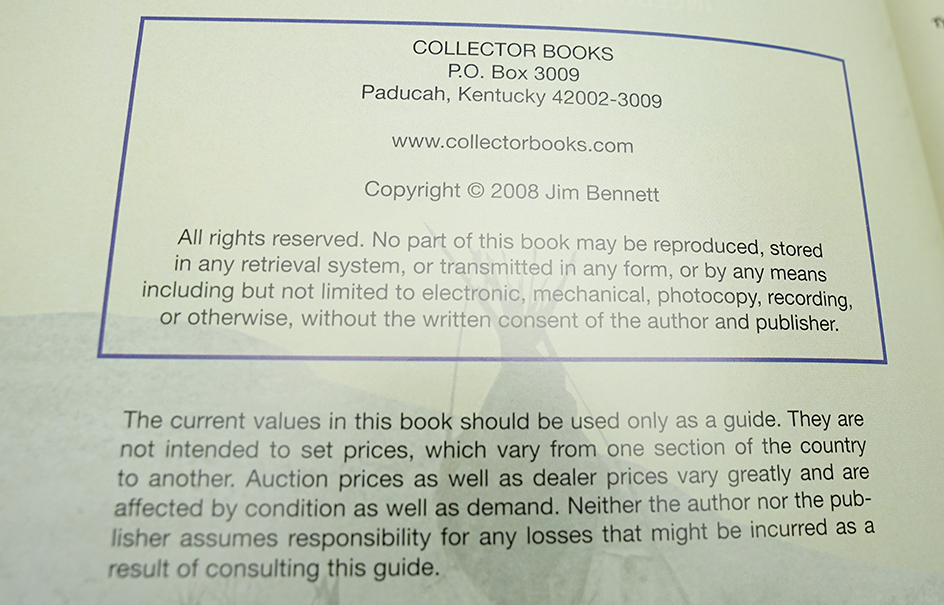 COLLECTOR BOOKS
P.O. Box 3009
Paducah, Kentucky 42002-3009
www.collectorbooks.com
Copyright © 2008 Jim Bennett
All rights reserved. No part of this book may be reproduced, stored
in any retrieval system, or transmitted in any form, or by any means
including but not limited to electronic, mechanical, photocopy, recording,
or otherwise, without the written consent of the author and publisher.
The current values in this book should be used only as a guide. They are
not intended to set prices, which vary from one section of the country
to another. Auction prices as well as dealer prices vary greatly and are
affected by condition as well as demand. Neither the author nor the pub-
lisher assumes responsibility for any losses that might be incurred as a
result of consulting this guide.